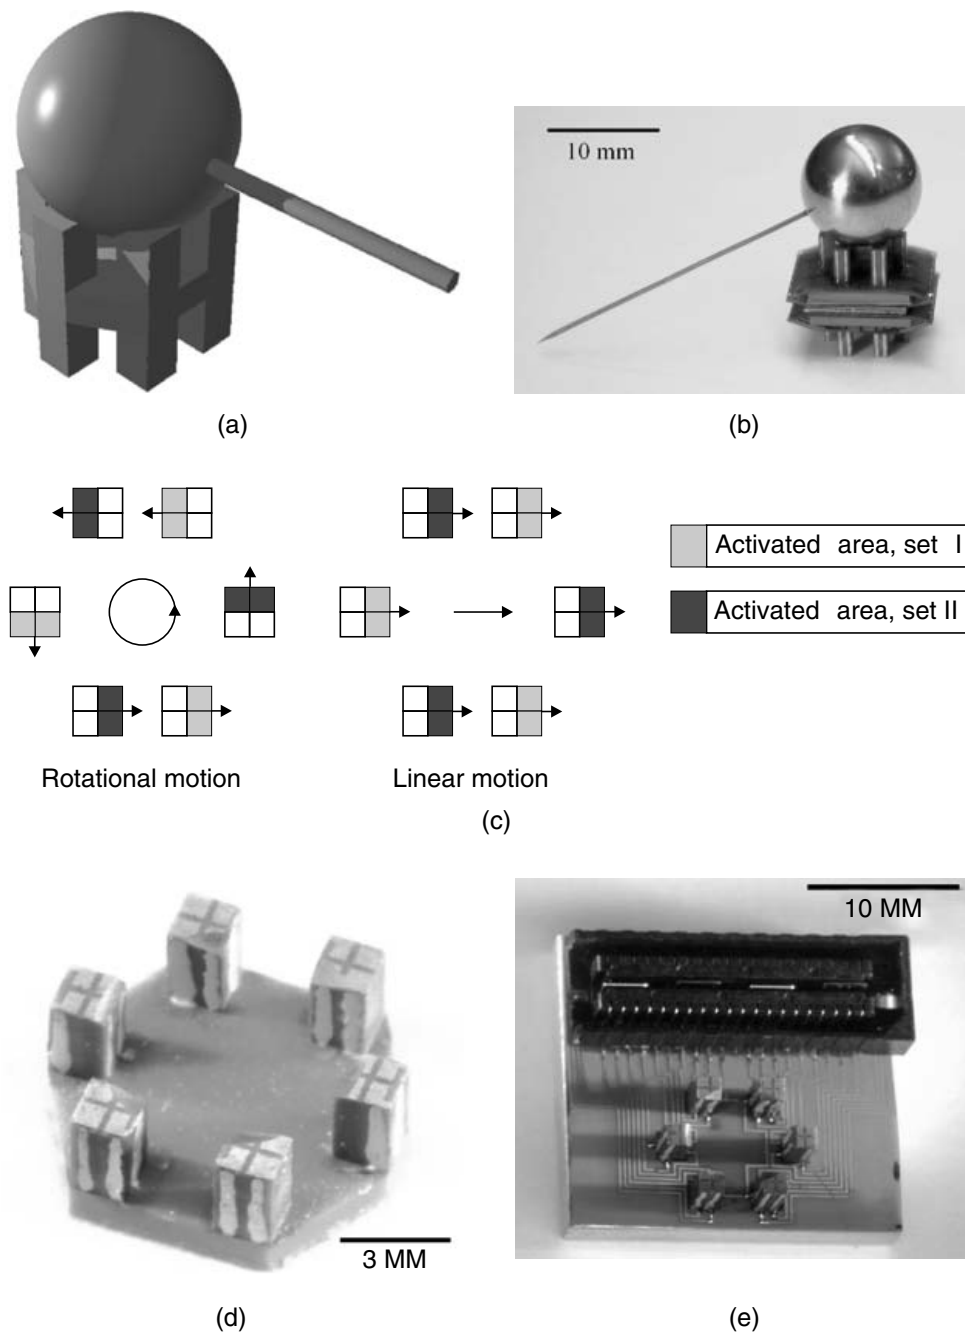 10 mm
(a)
(b)
Activated area, set I
Activated area, set II
Rotational motion
Linear motion
(c)
10 MM
3 MM
(d)
(e)